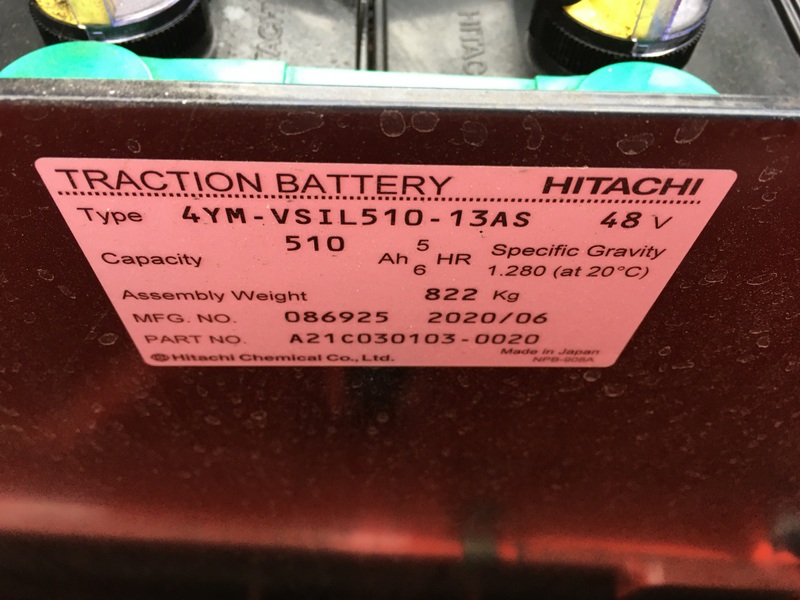 HITACHI
TRACTION BATTERY HITACHI
Type 4YM-VSIL510-13AS 48 V
Capacity 510 Ah 5 6 HR Specific Gravity
1.280 (at 20°C)
Assembly Weight 822 Kg
MFG. NO. 086925 2020/06
PART NO. A21C030103-0020
Hitachi Chemical Co., Ltd. Made in Japan